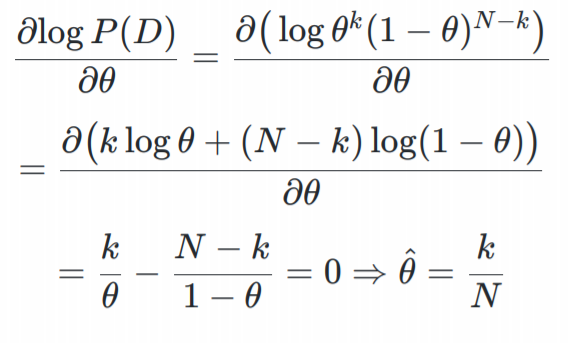 ∂log P(D)/∂θ = ∂(log θ^k(1 − θ)^{N−k})/∂θ
= ∂(k log θ + (N − k) log(1 − θ))/∂θ
= k/θ − (N − k)/(1 − θ) = 0 ⇒ θ̂ = k/N